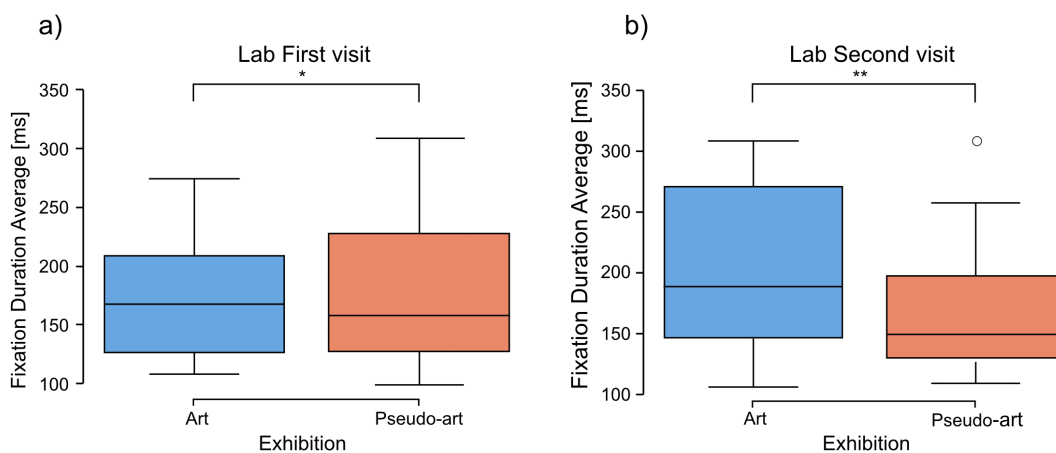 a)
Lab First visit
*
Fixation Duration Average [ms]
350
300
250
200
150
100
Art
Pseudo-art
Exhibition
b)
Lab Second visit
**
Fixation Duration Average [ms]
350
300
250
200
150
100
Art
Pseudo-art
Exhibition